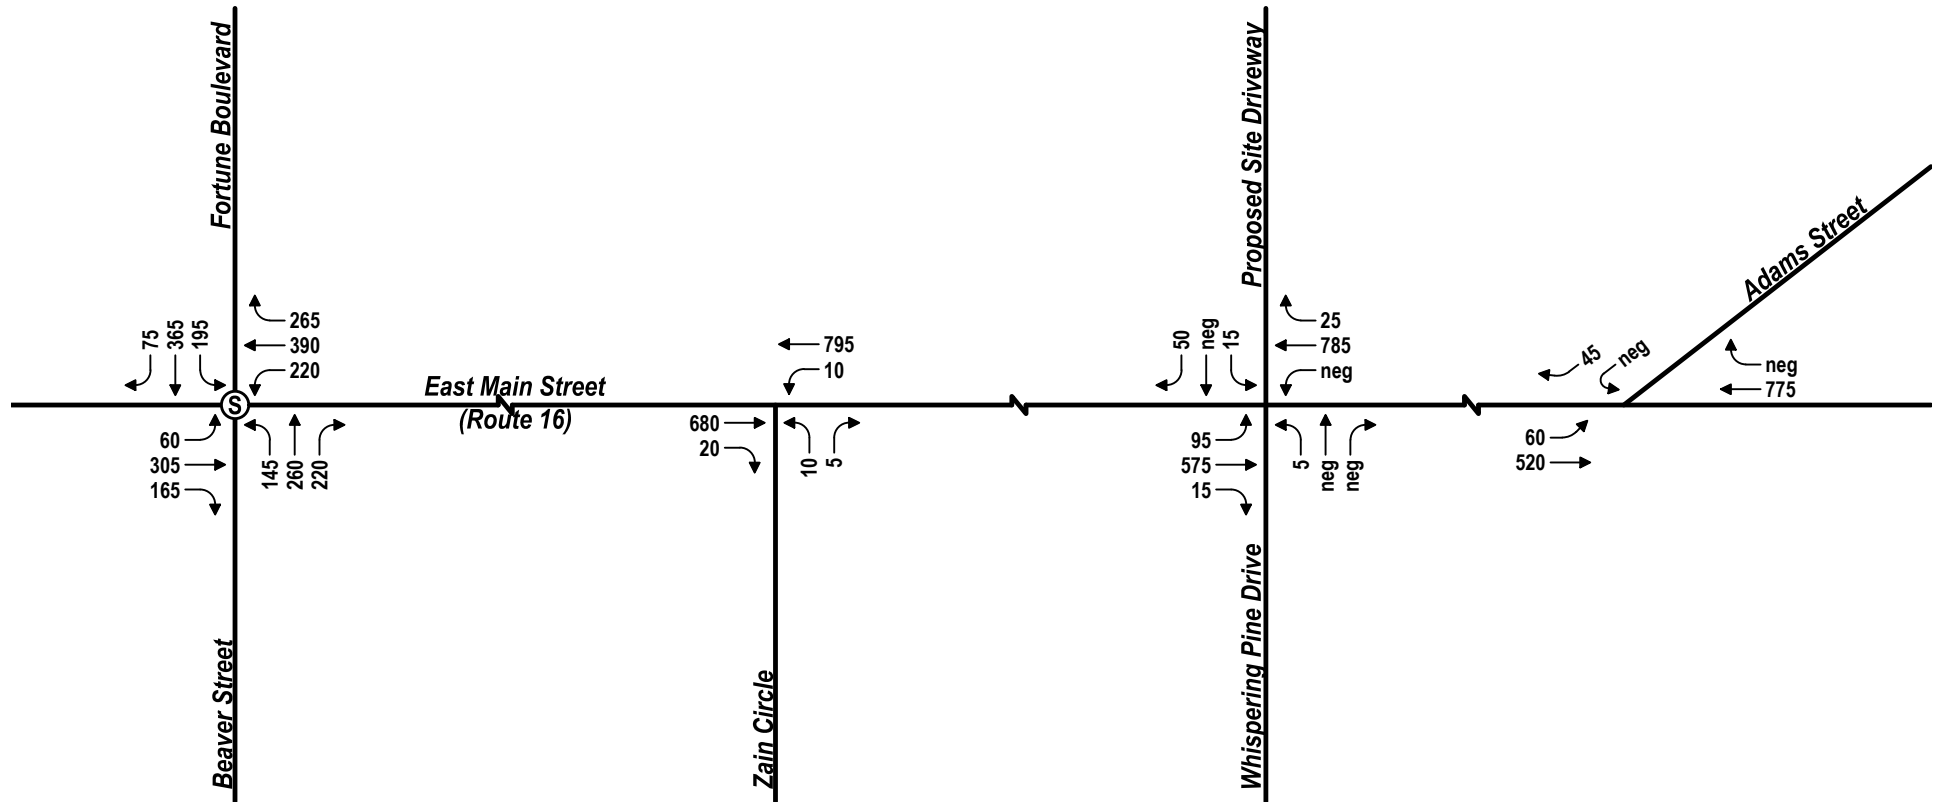 Fortune Boulevard
Proposed Site Driveway
Adams Street
75
365
195
265
390
220
East Main Street
(Route 16)
S
60
305
165
145
260
220
Beaver Street
795
10
680
20
10
5
Zain Circle
50
neg
15
25
785
neg
95
575
15
5
neg
neg
Whispering Pine Drive
45
neg
neg
775
60
520